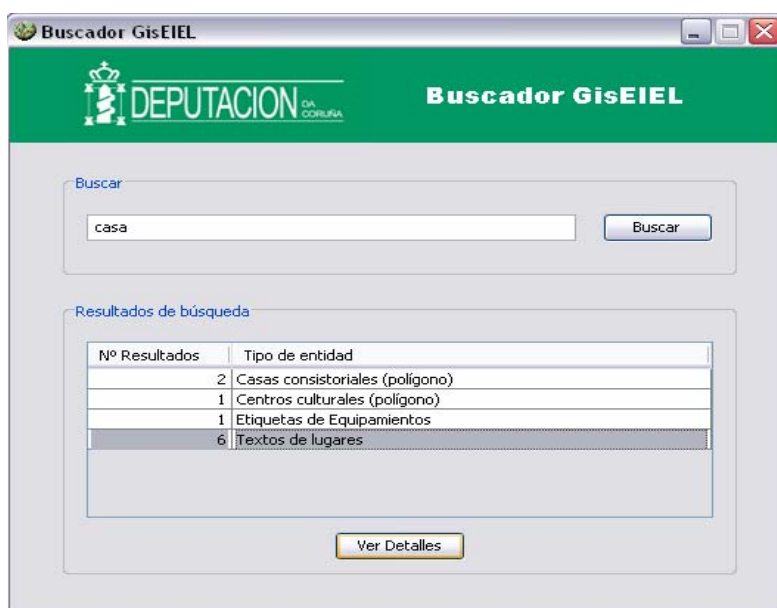 Buscador GisEIEL
DEPUTACION DA CORUÑA
Buscador GisEIEL
Buscar
casa
Buscar
Resultados de búsqueda
Nº Resultados Tipo de entidad
2 Casas consistoriales (polígono)
1 Centros culturales (polígono)
1 Etiquetas de Equipamientos
6 Textos de lugares
Ver Detalles